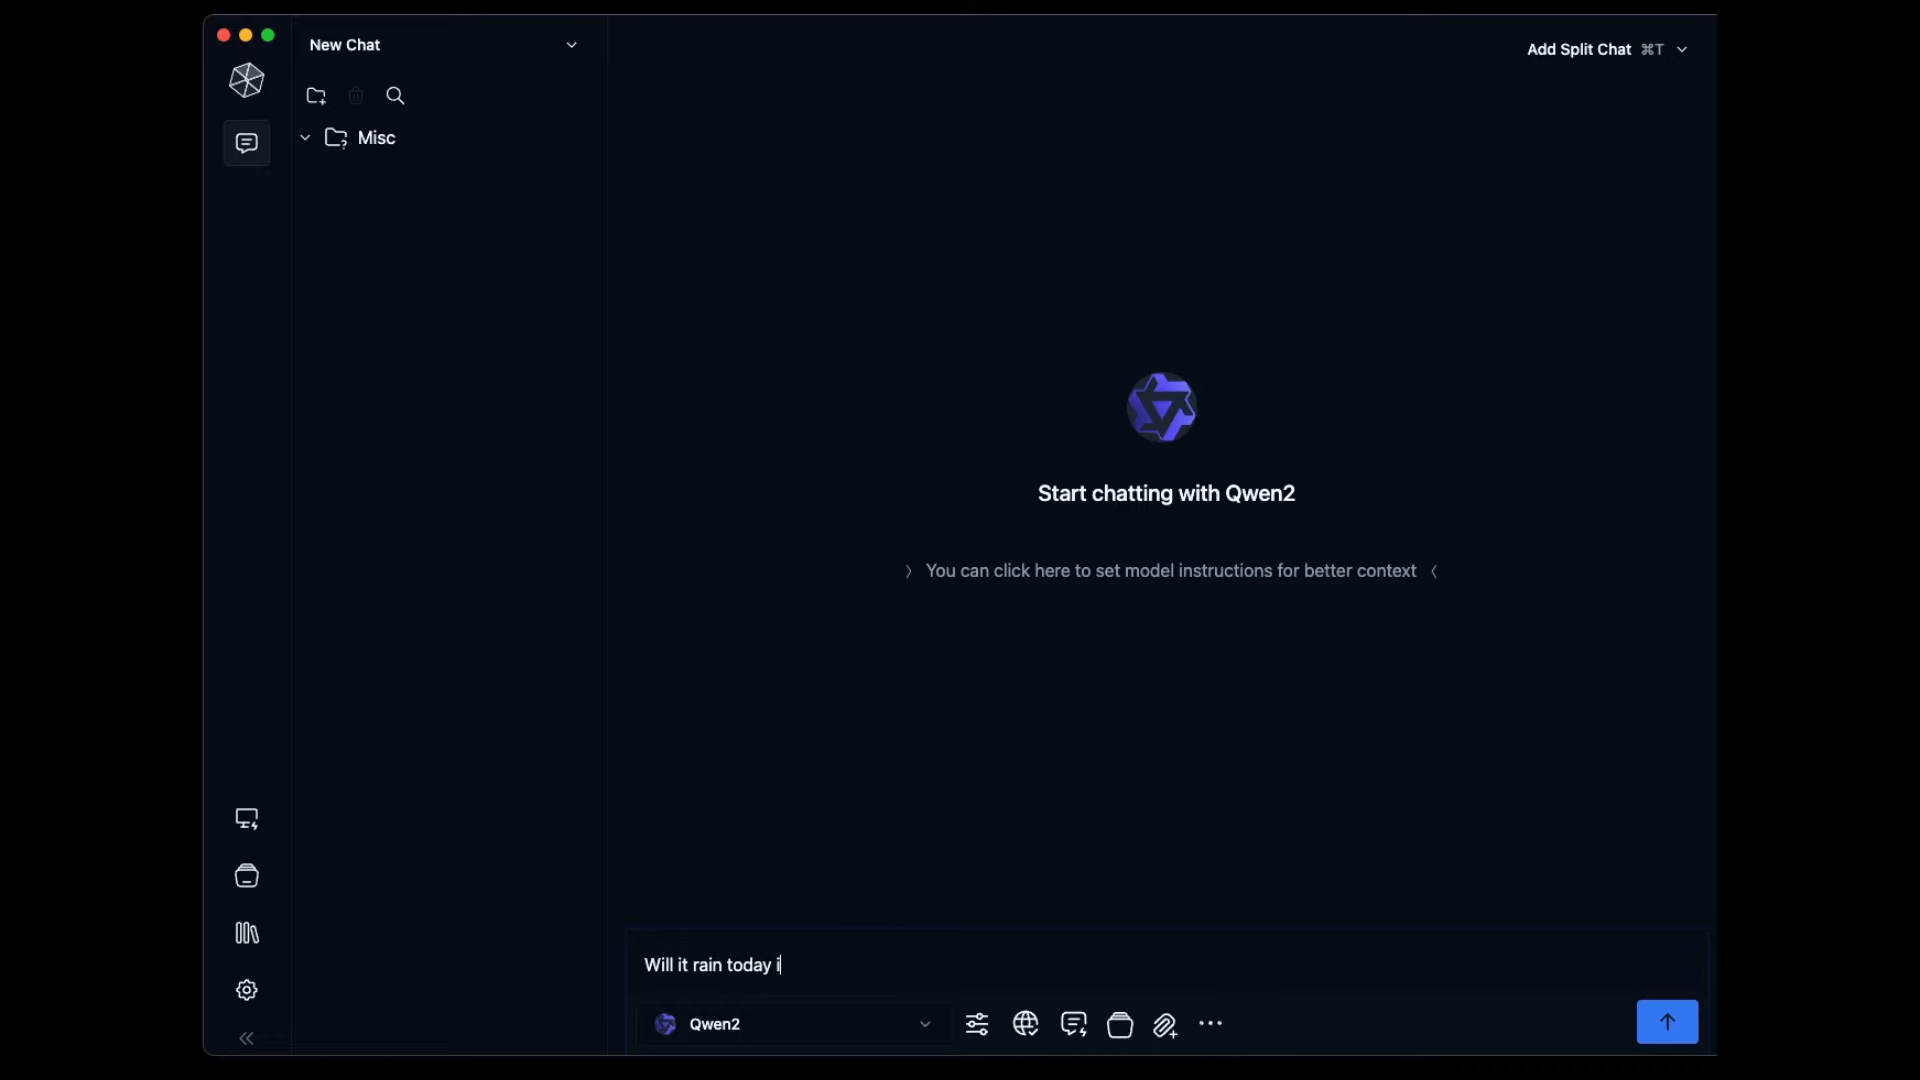 New Chat
Add Split Chat ⌘T
Misc
Start chatting with Qwen2
You can click here to set model instructions for better context
Will it rain today i
Qwen2